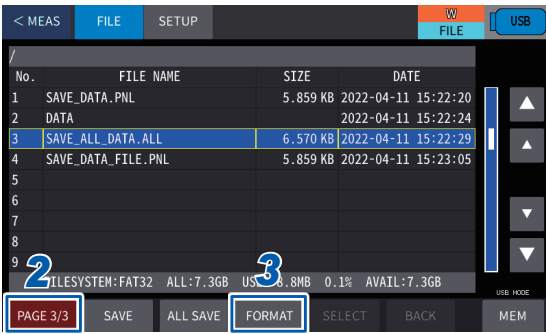 < MEAS FILE SETUP W FILE USB
/
No. FILE NAME SIZE DATE
1 SAVE_DATA.PNL 5.859 KB 2022-04-11 15:22:20
2 DATA 2022-04-11 15:22:24
3 SAVE_ALL_DATA.ALL 6.570 KB 2022-04-11 15:22:29
4 SAVE_DATA_FILE.PNL 5.859 KB 2022-04-11 15:23:05
5
6
7
8
9
2 3
ILESYSTEM:FAT32 ALL:7.3GB US 8.8MB 0.1% AVAIL:7.3GB
USB MODE
PAGE 3/3 SAVE ALL SAVE FORMAT SELECT BACK MEM